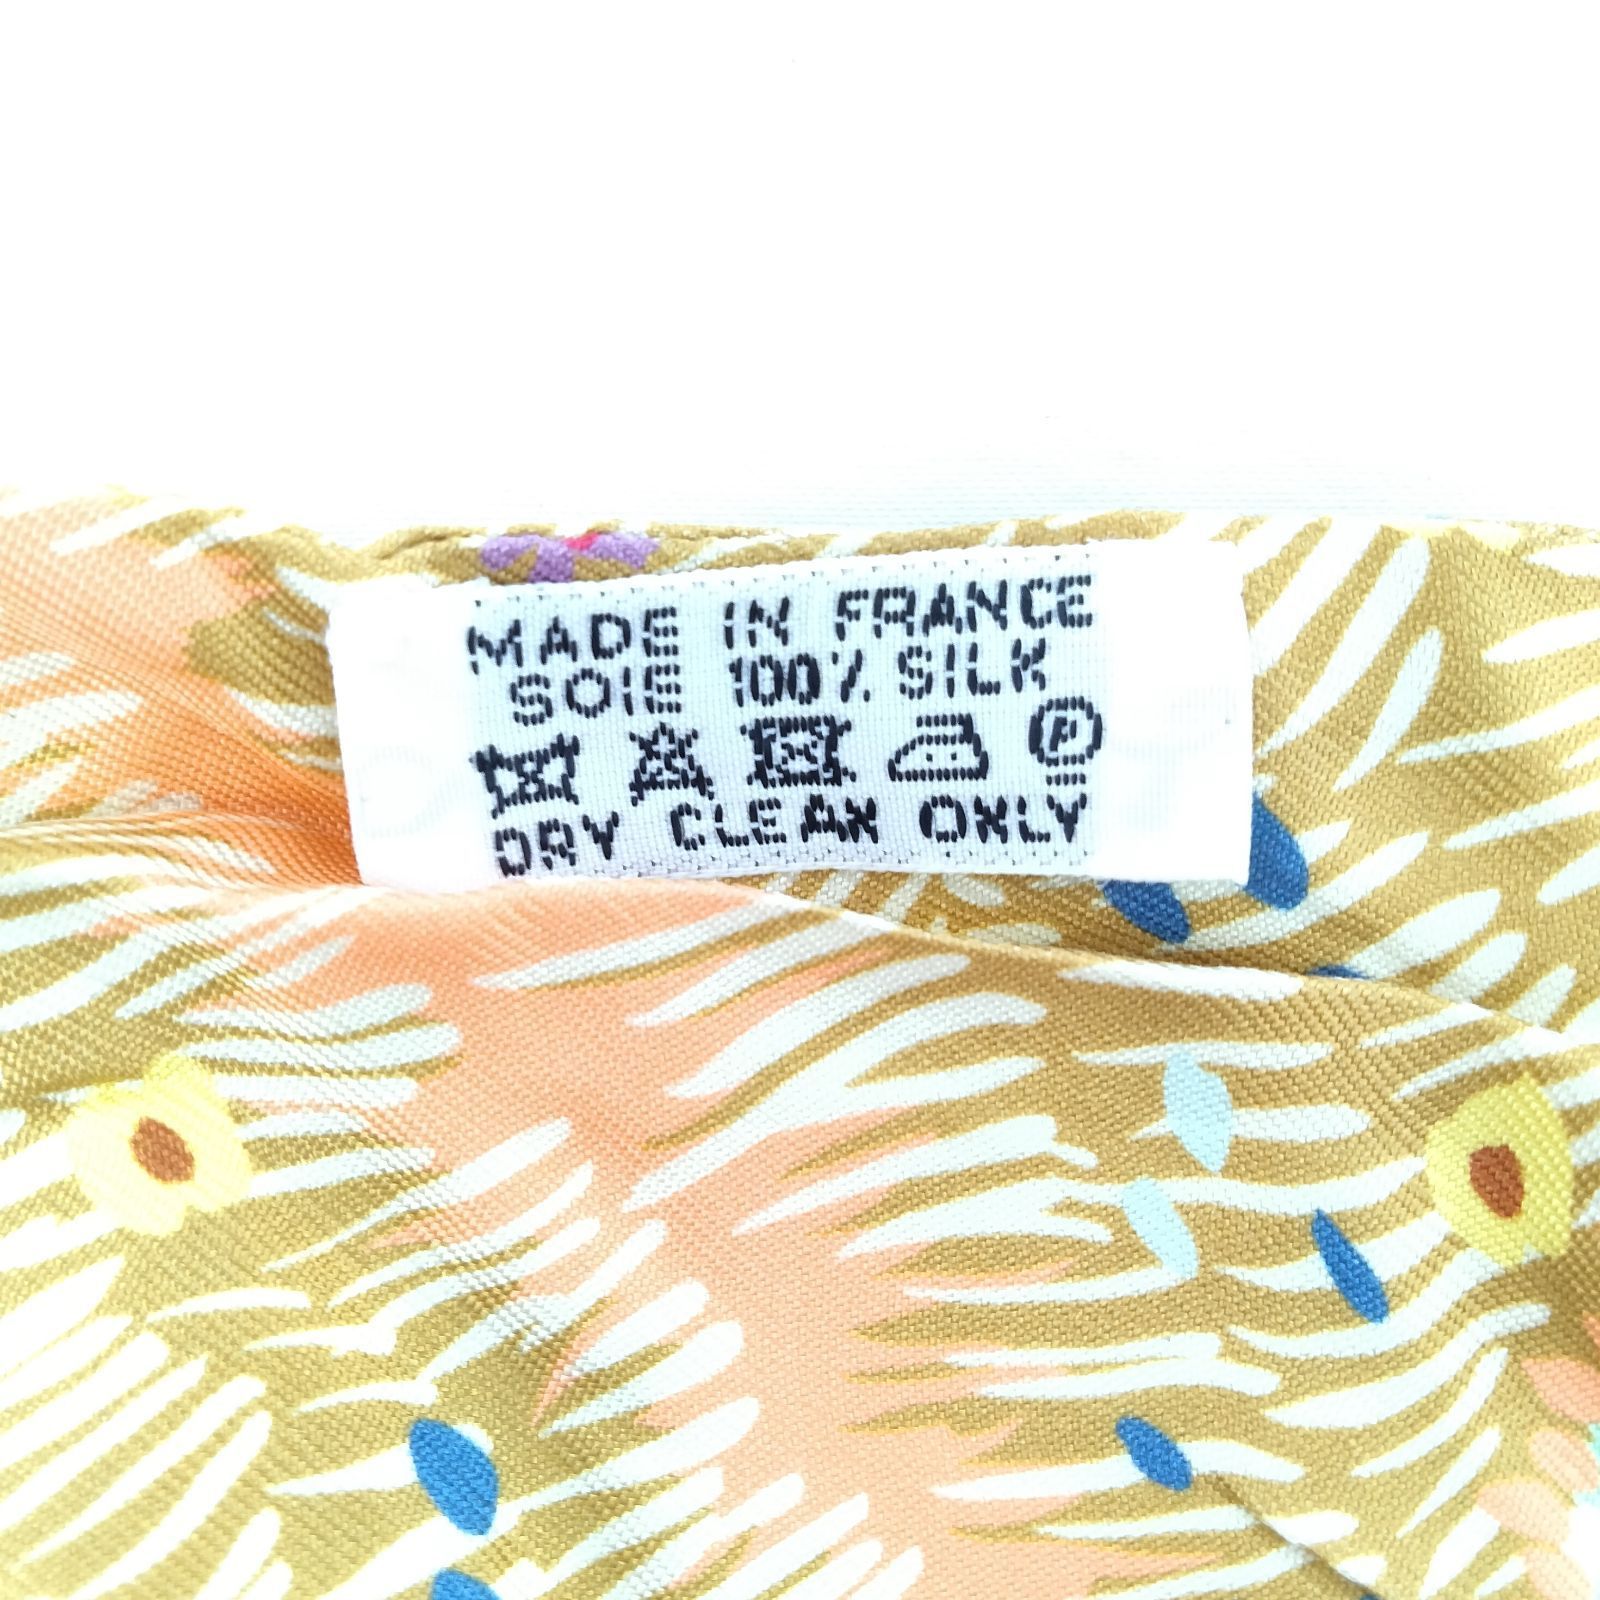 MADE IN FRANCE
SOIE 100% SILK
P
DRY CLEAN ONLY